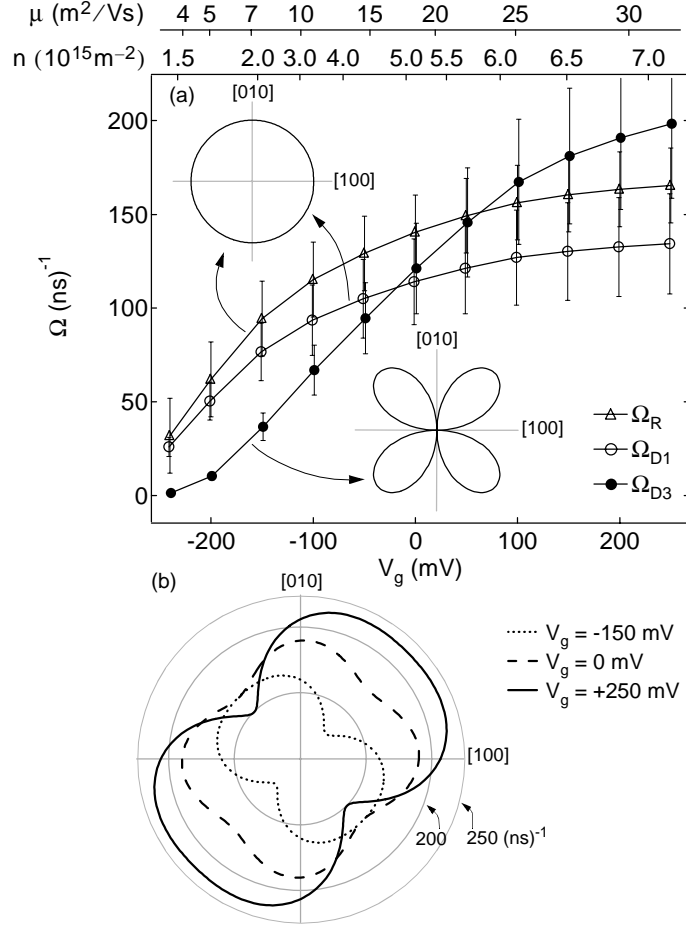 μ (m²/Vs) 4 5 7 10 15 20 25 30
n (10¹⁵m⁻²) 1.5 2.0 3.0 4.0 5.0 5.5 6.0 6.5 7.0
(a)
[010]
[100]
200
150
100
50
0
Ω (ns)⁻¹
[010]
[100]
Ω_R
Ω_D1
Ω_D3
-200 -100 0 100 200
V_g (mV)
(b)
[010]
[100]
200
250 (ns)⁻¹
V_g = -150 mV
V_g = 0 mV
V_g = +250 mV